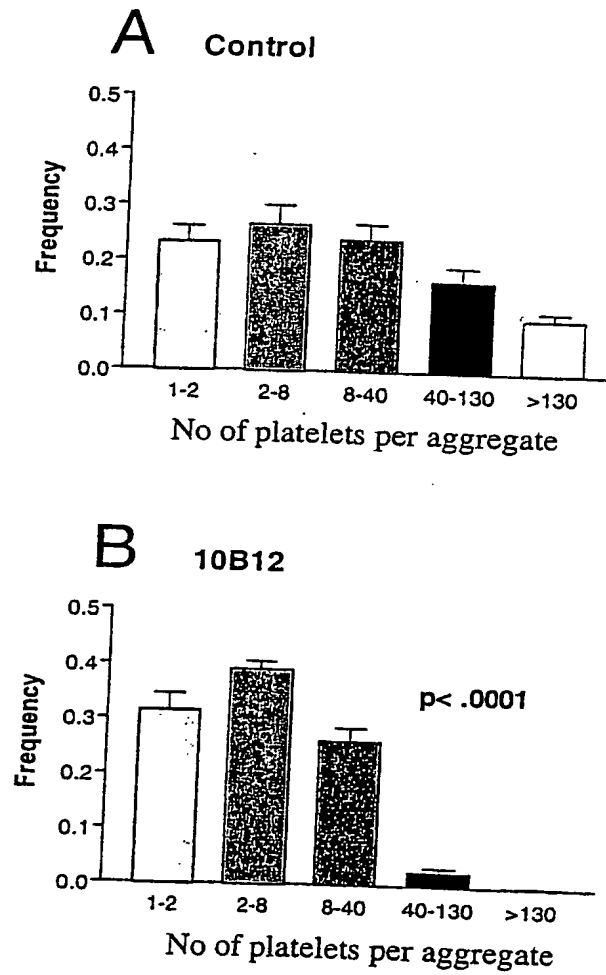 A Control
0.5
0.4
0.3
0.2
0.1
0.0
Frequency
1-2 2-8 8-40 40-130 >130
No of platelets per aggregate
B 10B12
0.5
0.4
0.3
0.2
0.1
0.0
Frequency
p< .0001
1-2 2-8 8-40 40-130 >130
No of platelets per aggregate